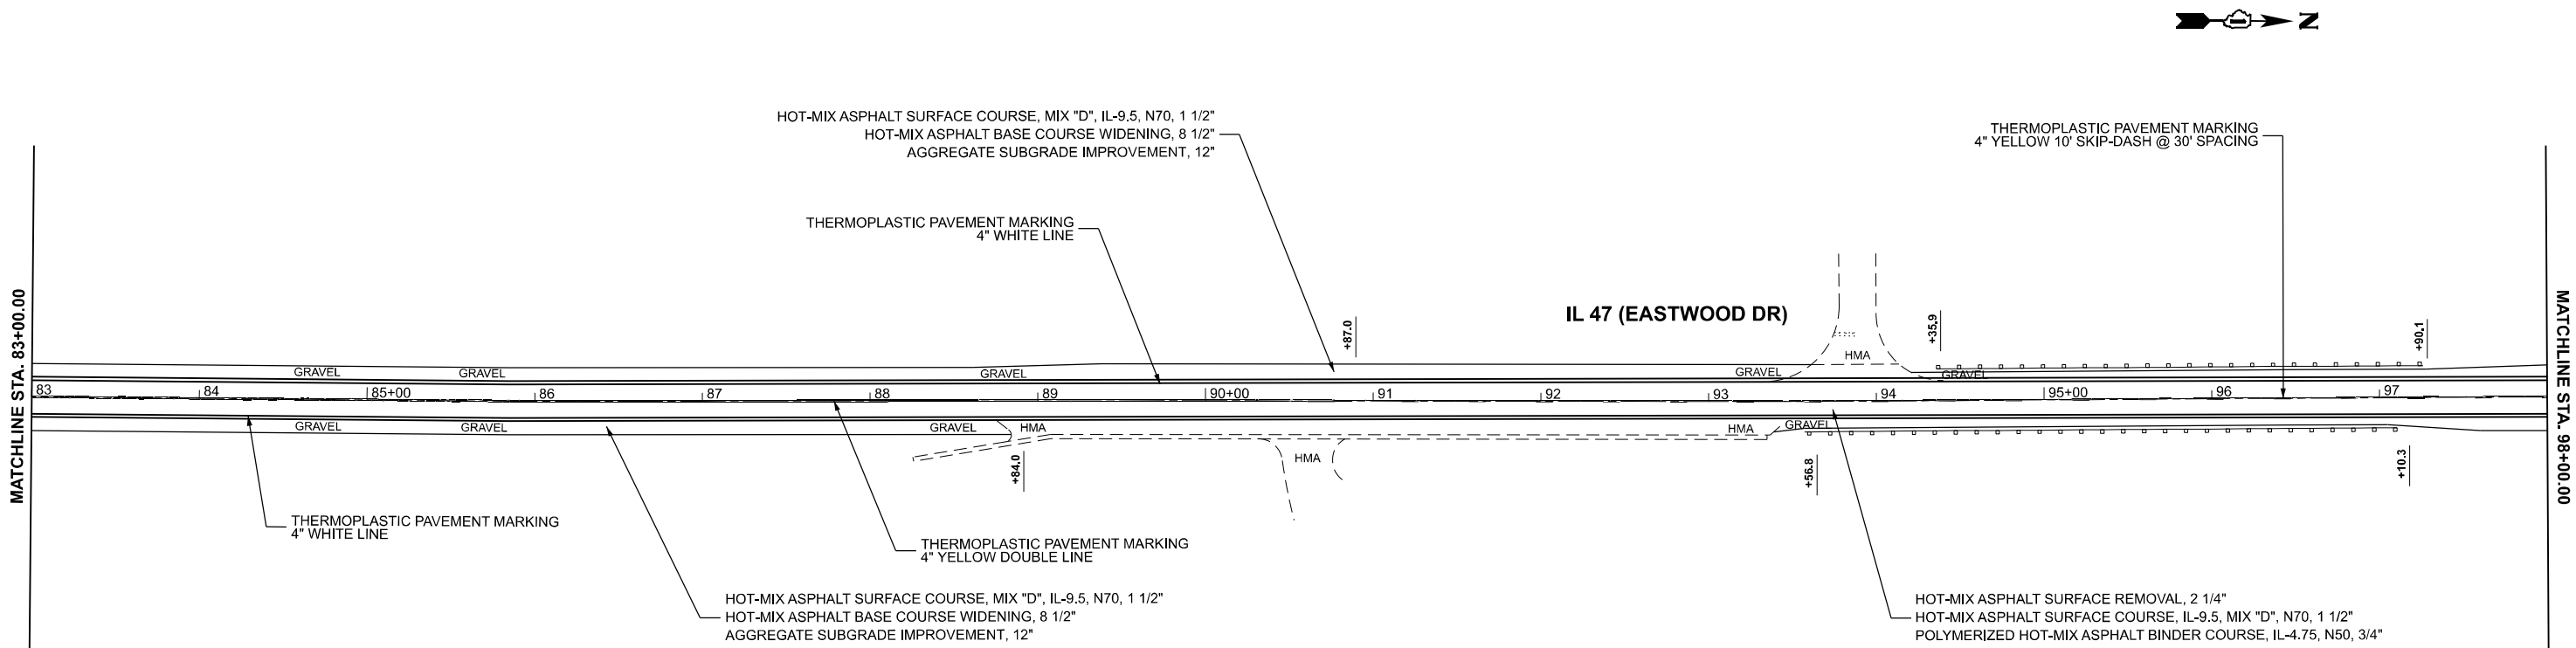 N
HOT-MIX ASPHALT SURFACE COURSE, MIX "D", IL-9.5, N70, 1 1/2"
HOT-MIX ASPHALT BASE COURSE WIDENING, 8 1/2"
AGGREGATE SUBGRADE IMPROVEMENT, 12"
THERMOPLASTIC PAVEMENT MARKING
4" YELLOW 10' SKIP-DASH @ 30' SPACING
THERMOPLASTIC PAVEMENT MARKING
4" WHITE LINE
MATCHLINE STA. 83+00.00
MATCHLINE STA. 98+00.00
IL 47 (EASTWOOD DR)
+87.0
+35.9
+90.1
HMA
GRAVEL
GRAVEL
GRAVEL
GRAVEL
GRAVEL
83
84
85+00
86
87
88
89
90+00
91
92
93
94
95+00
96
97
GRAVEL
GRAVEL
GRAVEL
HMA
HMA
GRAVEL
HMA
+84.0
+56.8
+10.3
THERMOPLASTIC PAVEMENT MARKING
4" WHITE LINE
THERMOPLASTIC PAVEMENT MARKING
4" YELLOW DOUBLE LINE
HOT-MIX ASPHALT SURFACE COURSE, MIX "D", IL-9.5, N70, 1 1/2"
HOT-MIX ASPHALT BASE COURSE WIDENING, 8 1/2"
AGGREGATE SUBGRADE IMPROVEMENT, 12"
HOT-MIX ASPHALT SURFACE REMOVAL, 2 1/4"
HOT-MIX ASPHALT SURFACE COURSE, IL-9.5, MIX "D", N70, 1 1/2"
POLYMERIZED HOT-MIX ASPHALT BINDER COURSE, IL-4.75, N50, 3/4"